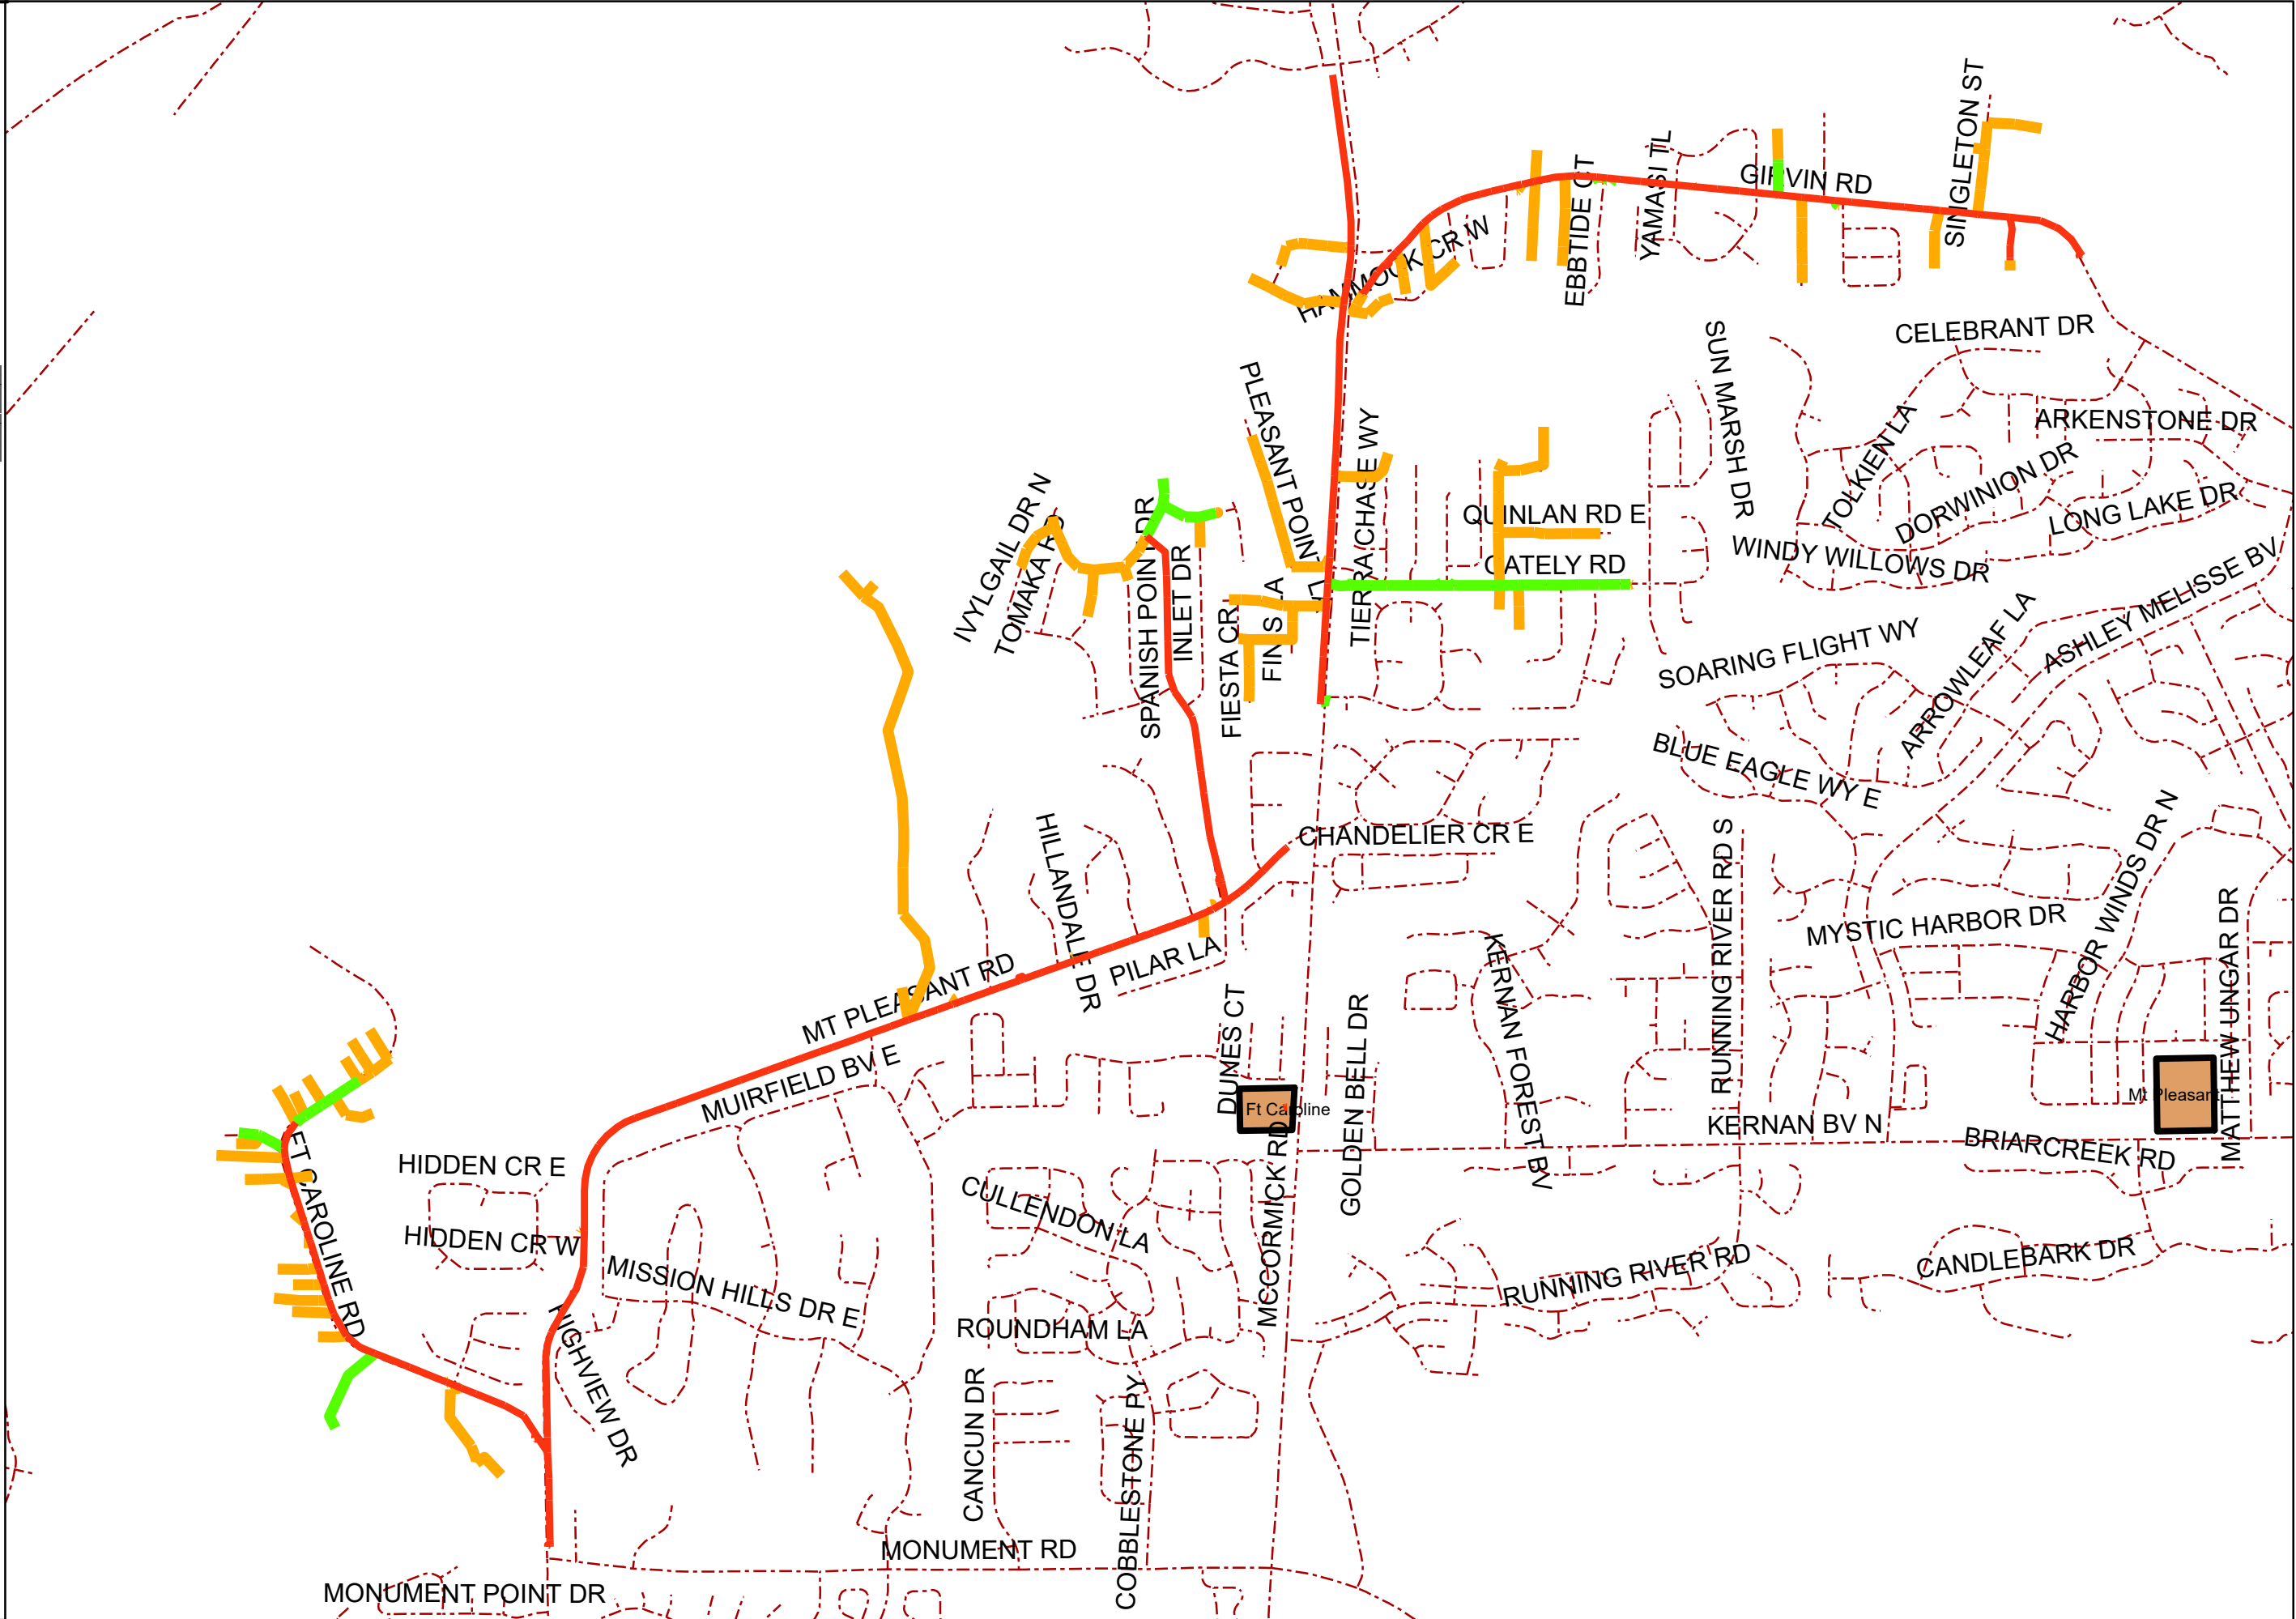 SINGLETON ST
GIRVIN RD
YAMASI TL
EBBTIDE CT
HAMMOCK CR W
CELEBRANT DR
SUN MARSH DR
PLEASANT POINT LA
TIERRA CHASE WY
ARKENSTONE DR
TOLKIEN LA
DORWINION DR
LONG LAKE DR
QUINLAN RD E
GATELY RD
WINDY WILLOWS DR
IVYLGAIL DR N
TOMAKA RD
SPANISH POINT DR
INLET DR
FIESTA CR
FINS LA
ASHLEY MELISSE BV
ARROWLEAF LA
SOARING FLIGHT WY
BLUE EAGLE WY E
CHANDELIER CR E
HILLANDALE DR
HARBOR WINDS DR N
RUNNING RIVER RD S
MYSTIC HARBOR DR
MATTHEW UNGAR DR
KERNAN FOREST BV
PILAR LA
MT PLEASANT RD
MUIRFIELD BV E
DUNES CT
GOLDEN BELL DR
Ft Caroline
Mt Pleasant
KERNAN BV N
BRIARCREEK RD
FT CAROLINE RD
HIDDEN CR E
HIDDEN CR W
CULLENDON LA
MCCORMICK RD
MISSION HILLS DR E
RUNNING RIVER RD
CANDLEBARK DR
ROUNDHAM LA
HIGHVIEW DR
CANCUN DR
COBBLESTONE PY
MONUMENT RD
MONUMENT POINT DR